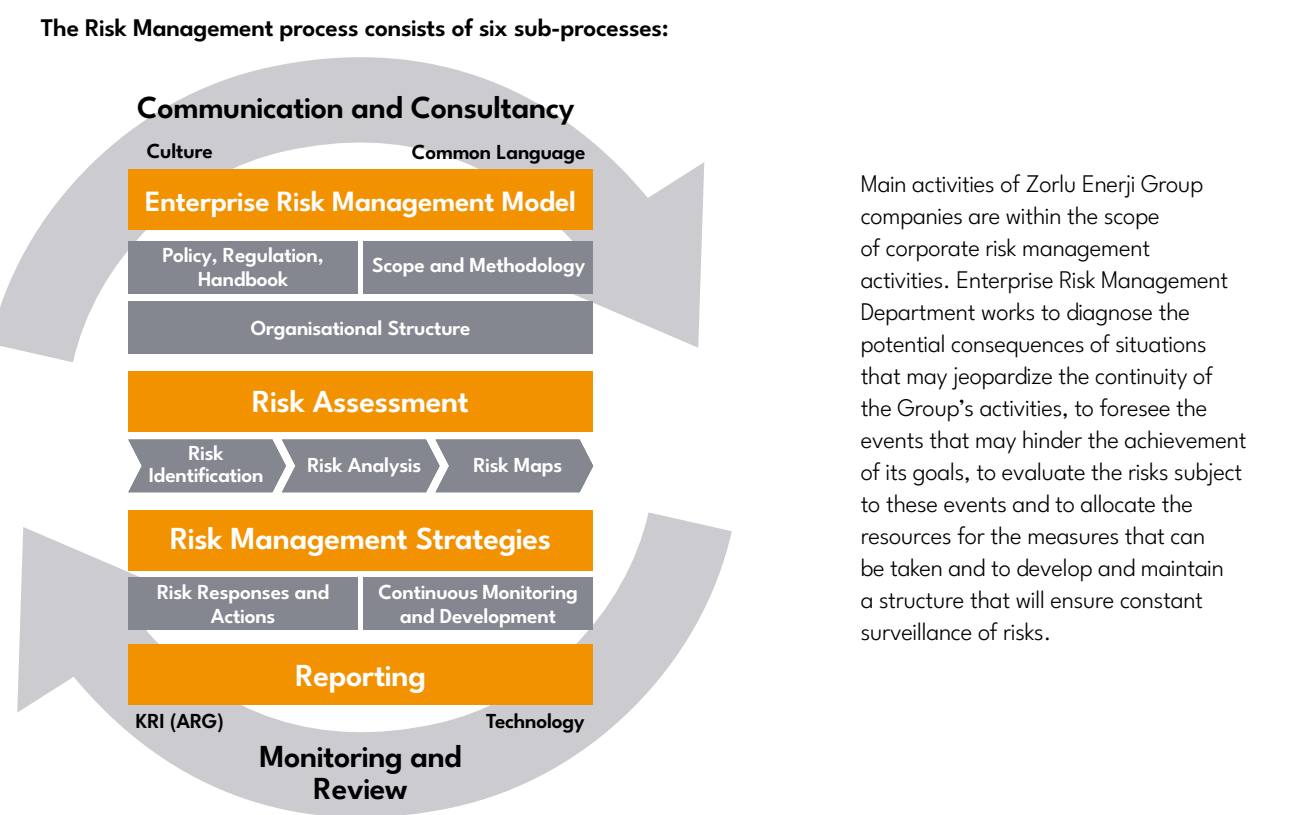 The Risk Management process consists of six sub-processes:
Communication and Consultancy
Culture
Common Language
Enterprise Risk Management Model
Policy, Regulation,
Handbook
Scope and Methodology
Organisational Structure
Risk Assessment
Risk
Identification
Risk Analysis
Risk Maps
Risk Management Strategies
Risk Responses and
Actions
Continuous Monitoring
and Development
Reporting
KRI (ARG)
Technology
Monitoring and
Review
Main activities of Zorlu Enerji Group
companies are within the scope
of corporate risk management
activities. Enterprise Risk Management
Department works to diagnose the
potential consequences of situations
that may jeopardize the continuity of
the Group’s activities, to foresee the
events that may hinder the achievement
of its goals, to evaluate the risks subject
to these events and to allocate the
resources for the measures that can
be taken and to develop and maintain
a structure that will ensure constant
surveillance of risks.